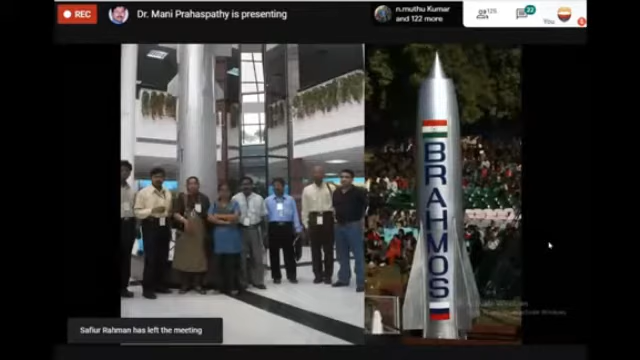 REC
Dr. Mani Prahaspathy is presenting
n.muthu Kumar
and 122 more
125
22
You
BRAHMOS
Safiur Rahman has left the meeting